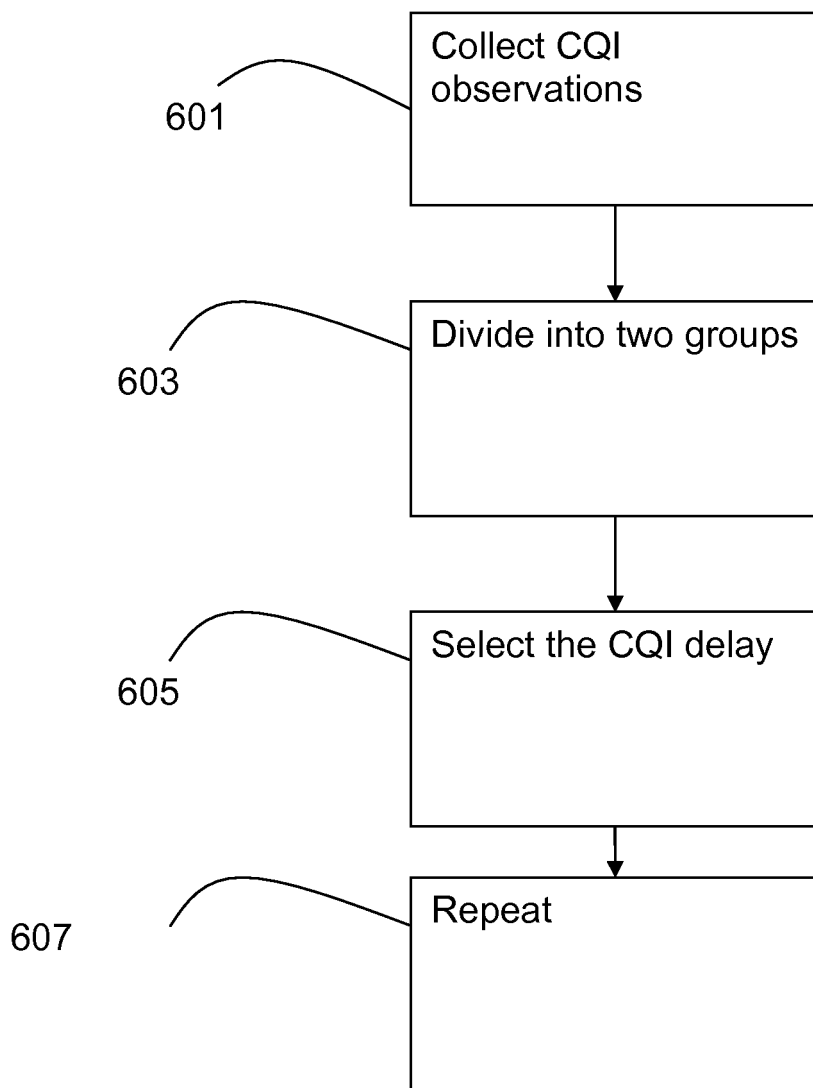 Collect CQI
observations
601
Divide into two groups
603
Select the CQI delay
605
Repeat
607